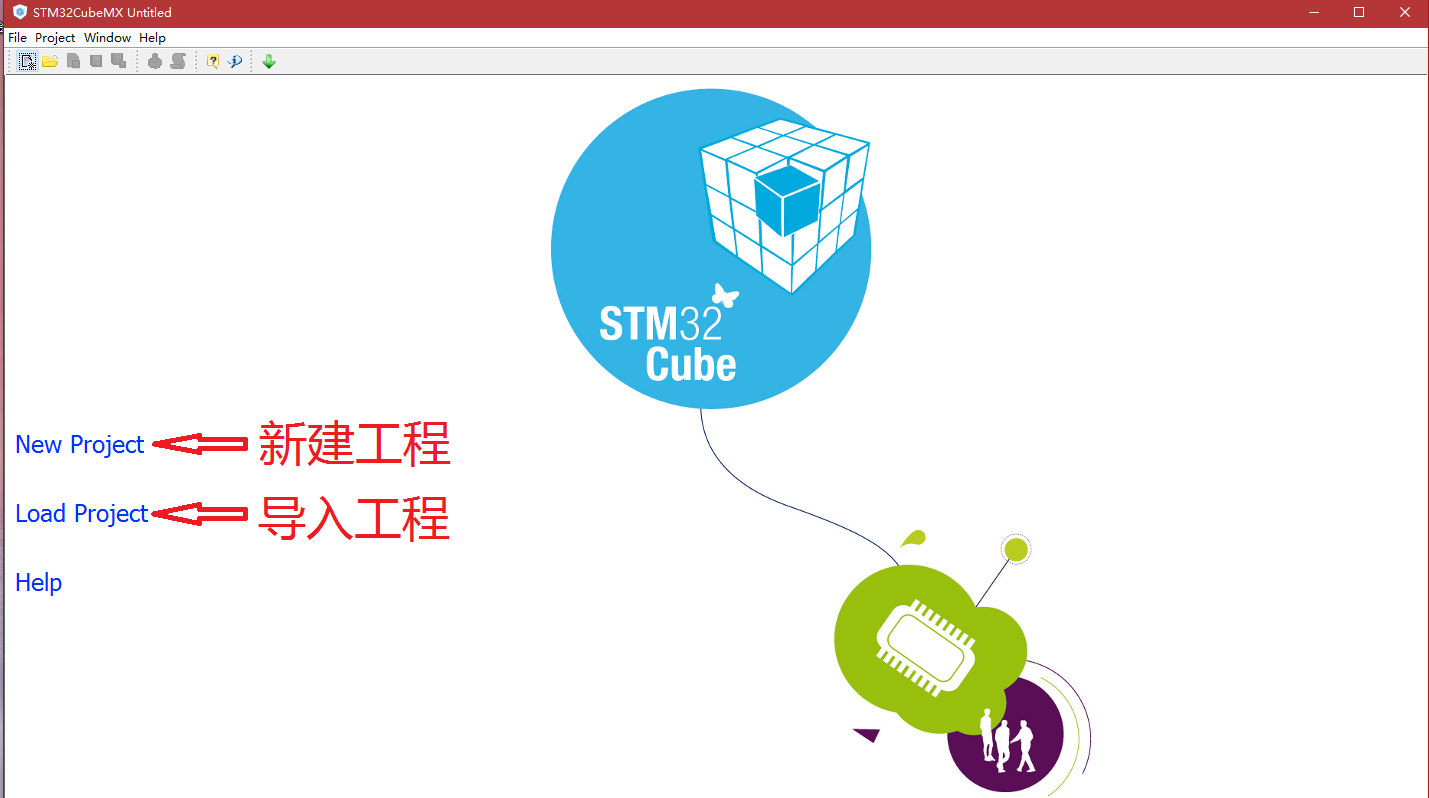 STM32CubeMX Untitled
File Project Window Help
STM32
Cube
New Project 新建工程
Load Project 导入工程
Help